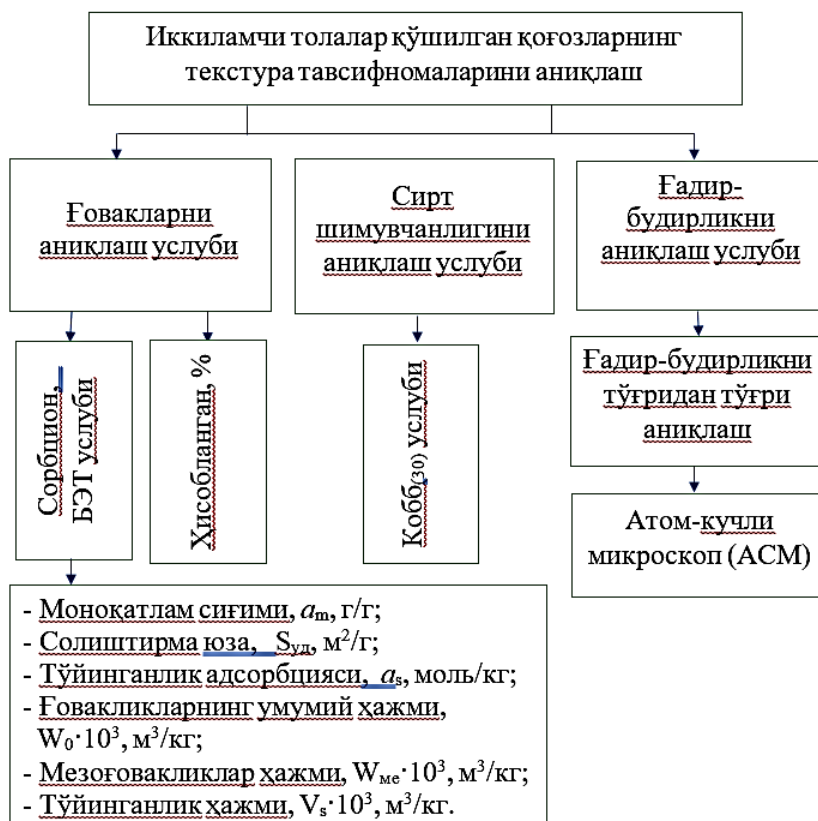 Иккиламчи толалар қўшилган қоғозларнинг
текстура тавсифномаларини аниқлаш
Ғовакларни
аниқлаш услуби
Сирт
шимувчанлигини
аниқлаш услуби
Ғадир-
будирликни
аниқлаш услуби
Сорбцион,
БЭТ услуби
Ҳисобланган, %
Кобб(30) услуби
Ғадир-будирликни
тўғридан тўғри
аниқлаш
Атом-кучли
микроскоп (АСМ)
- Моноқатлам сиғими, aₘ, г/г;
- Солиштирма юза, Sуд, м²/г;
- Тўйинганлик адсорбцияси, aₛ, моль/кг;
- Ғовакликларнинг умумий ҳажми,
W₀·10³, м³/кг;
- Мезоғовакликлар ҳажми, Wме·10³, м³/кг;
- Тўйинганлик ҳажми, Vₛ·10³, м³/кг.